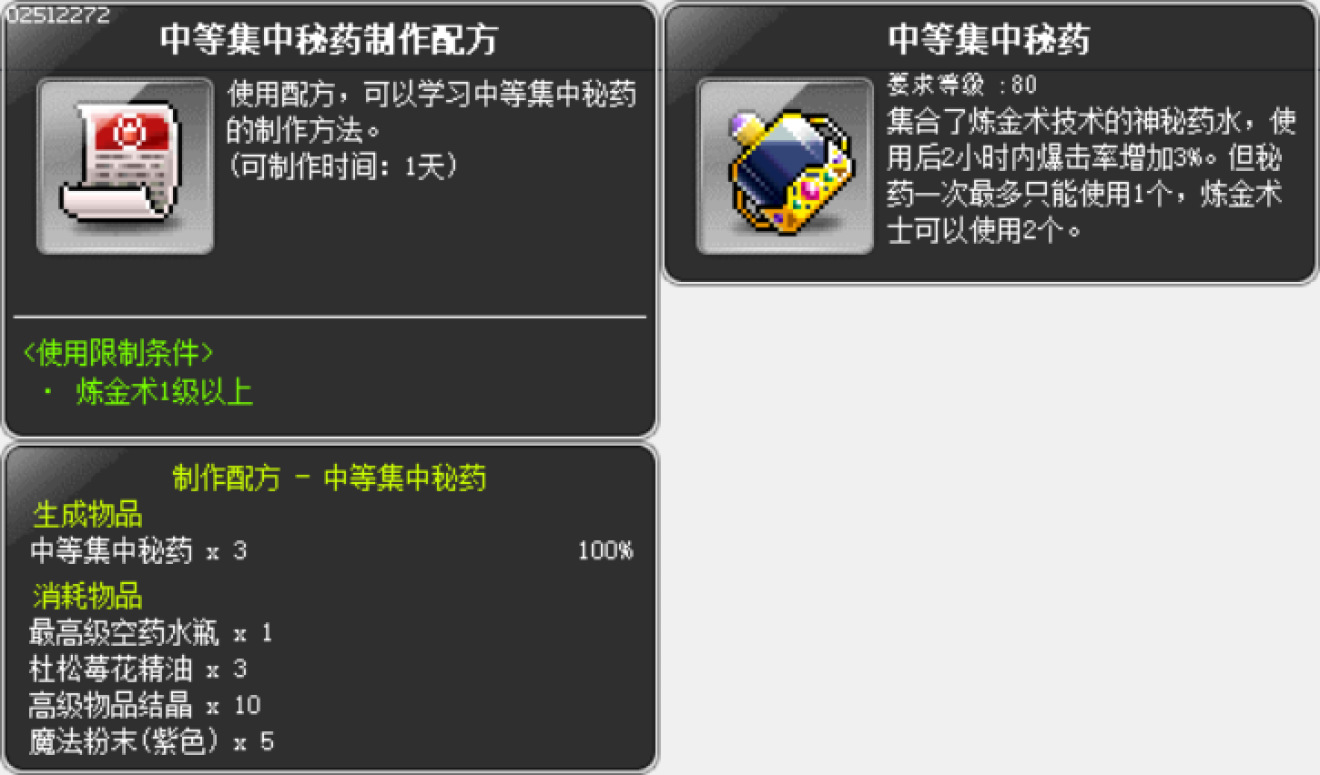 02512272
中等集中秘药制作配方
使用配方，可以学习中等集中秘药
的制作方法。
(可制作时间：1天)
<使用限制条件>
· 炼金术1级以上
制作配方 - 中等集中秘药
生成物品
中等集中秘药 x 3 100%
消耗物品
最高级空药水瓶 x 1
杜松莓花精油 x 3
高级物品结晶 x 10
魔法粉末(紫色) x 5
中等集中秘药
要求等级 :80
集合了炼金术技术的神秘药水，使
用后2小时内爆击率增加3%。但秘
药一次最多只能使用1个，炼金术
士可以使用2个。